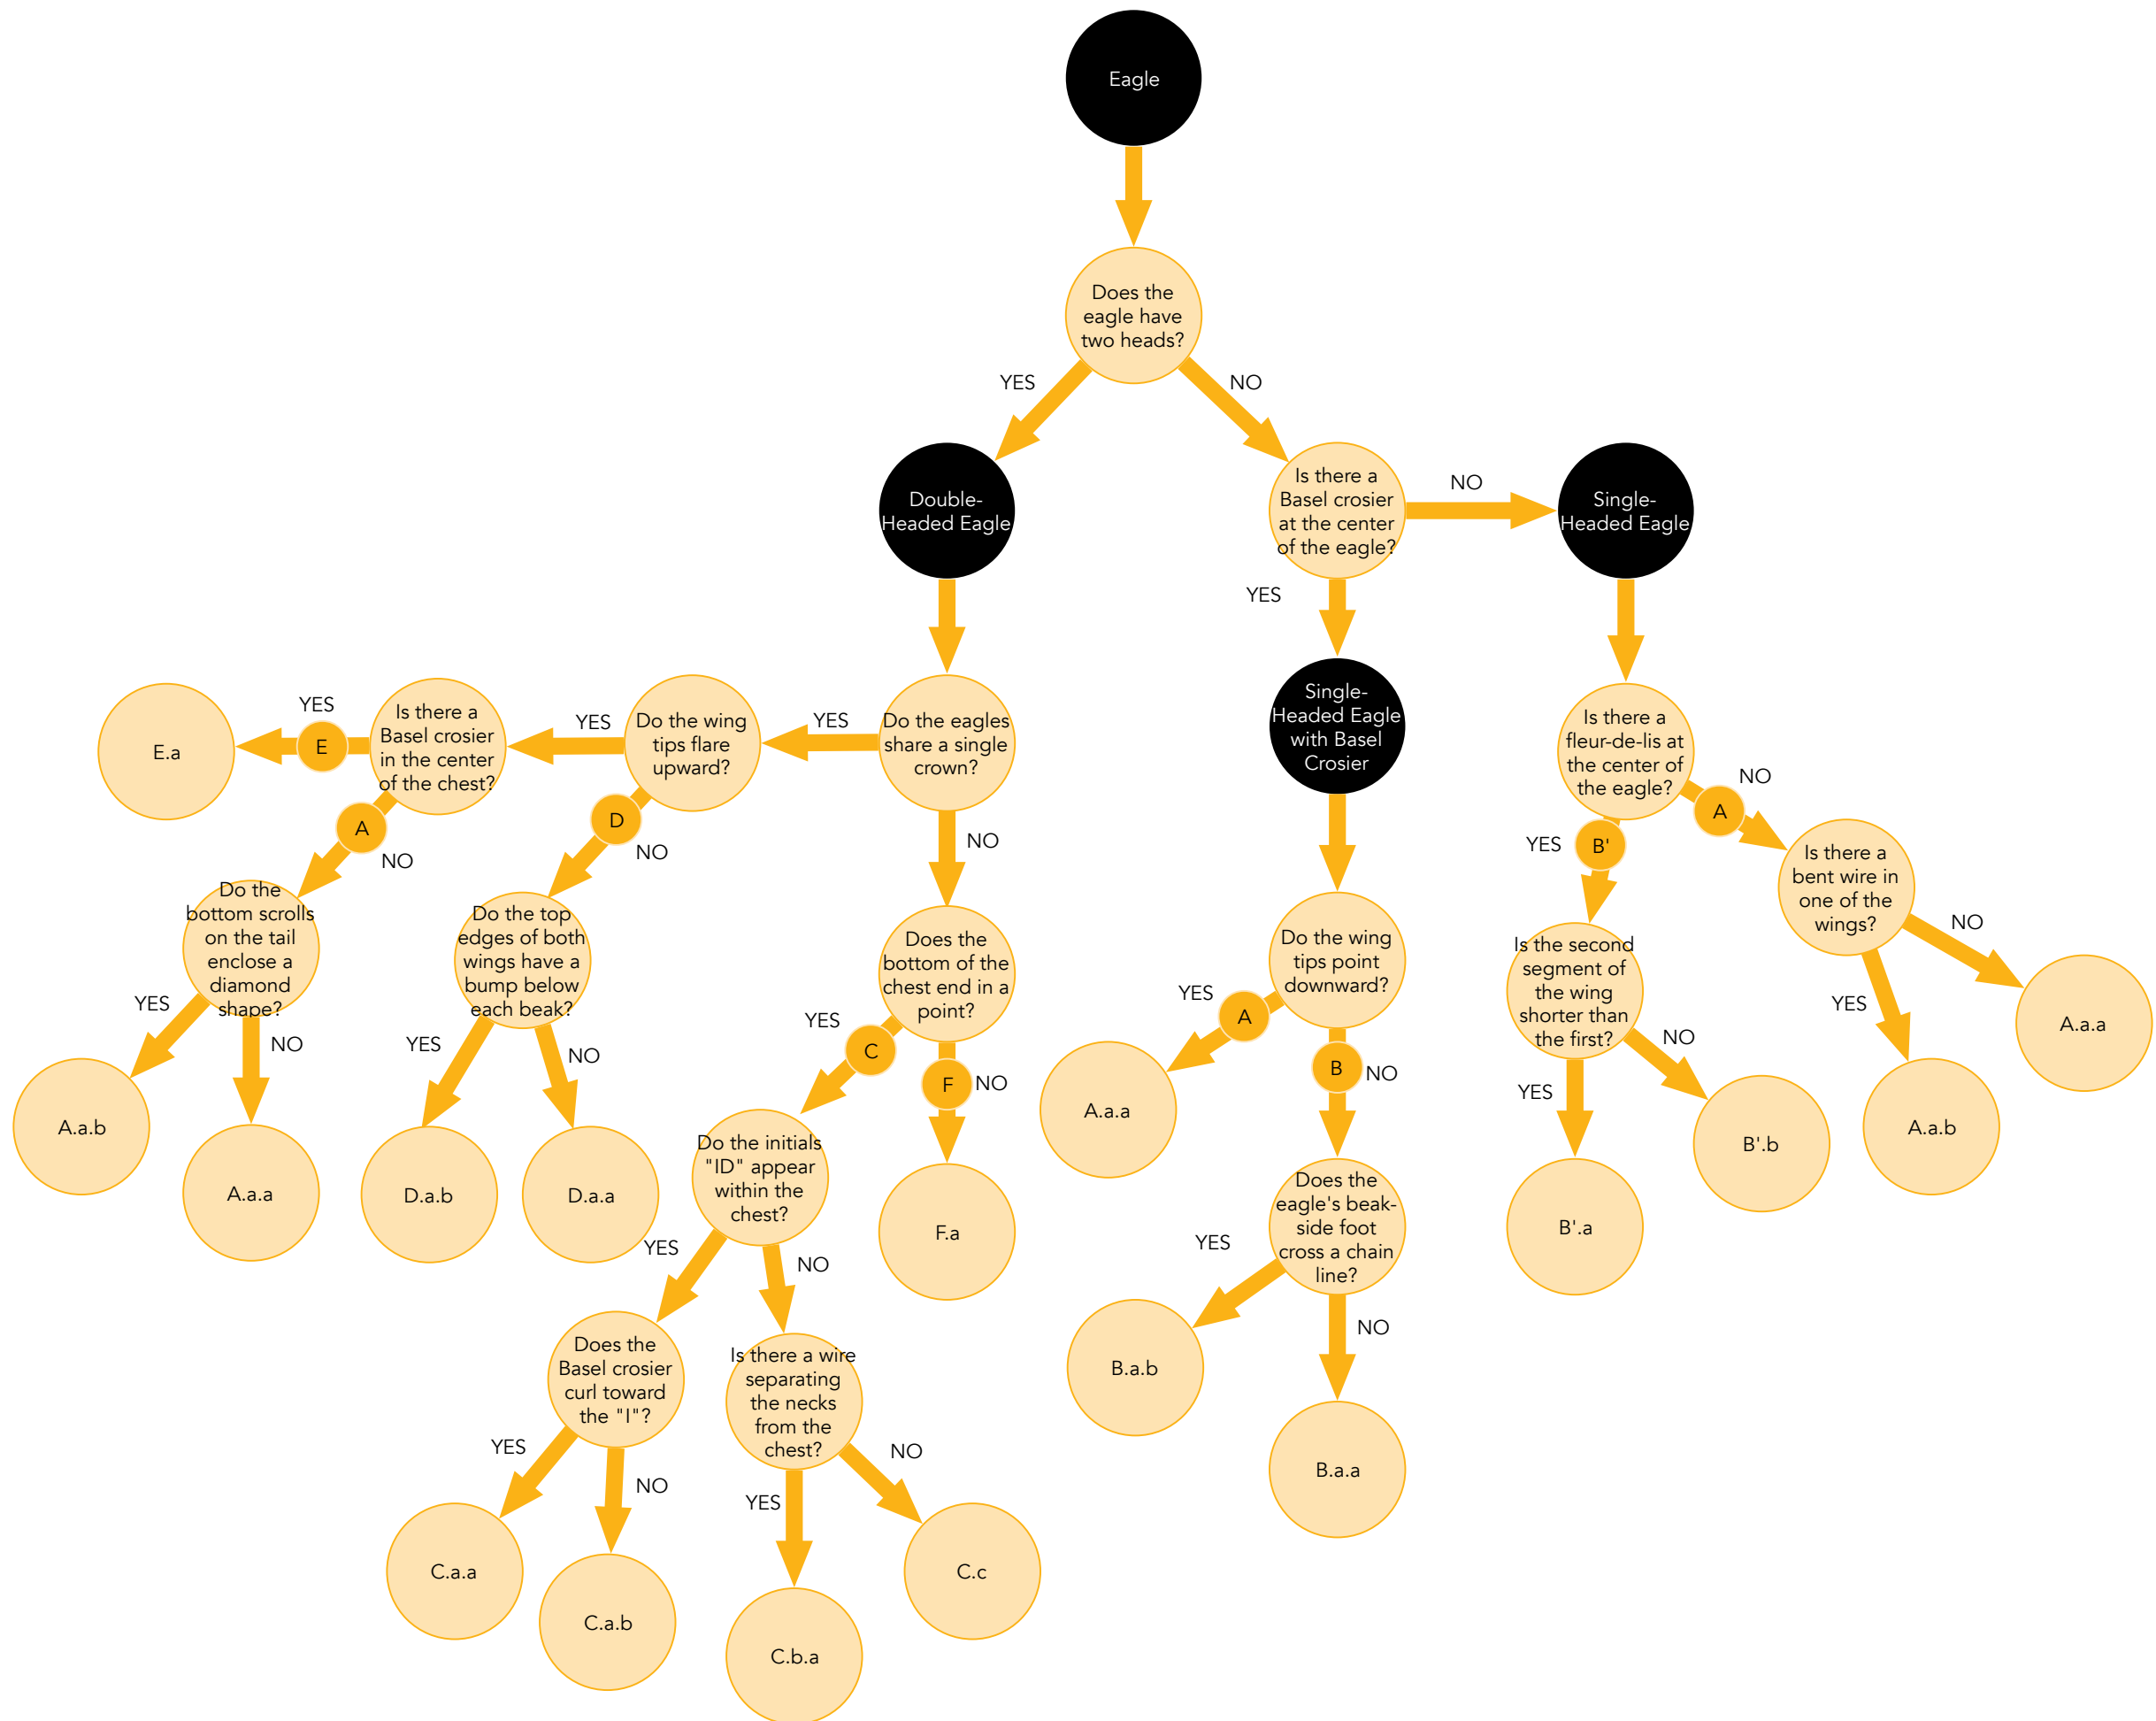 Eagle
Does the
eagle have
two heads?
YES
NO
Double-
Headed Eagle
Is there a
Basel crosier
at the center
of the eagle?
NO
Single-
Headed Eagle
YES
Single-
Headed Eagle
with Basel
Crosier
E.a
YES
E
Is there a
Basel crosier
in the center
of the chest?
YES
Do the wing
tips flare
upward?
YES
Do the eagles
share a single
crown?
Is there a
fleur-de-lis at
the center of
the eagle?
A
NO
D
NO
NO
YES
B'
A
NO
Do the
bottom scrolls
on the tail
enclose a
diamond
shape?
Do the top
edges of both
wings have a
bump below
each beak?
Does the
bottom of the
chest end in a
point?
Do the wing
tips point
downward?
Is the second
segment of
the wing
shorter than
the first?
Is there a
bent wire in
one of the
wings?
NO
YES
NO
YES
NO
YES
C
F
NO
YES
A
B
NO
YES
NO
YES
A.a.a
A.a.b
A.a.a
D.a.b
D.a.a
Do the initials
"ID" appear
within the
chest?
F.a
A.a.a
Does the
eagle's beak-
side foot
cross a chain
line?
B'.a
B'.b
A.a.b
YES
NO
YES
NO
Does the
Basel crosier
curl toward
the "I"?
Is there a wire
separating
the necks
from the
chest?
B.a.b
B.a.a
YES
NO
YES
NO
C.a.a
C.a.b
C.b.a
C.c